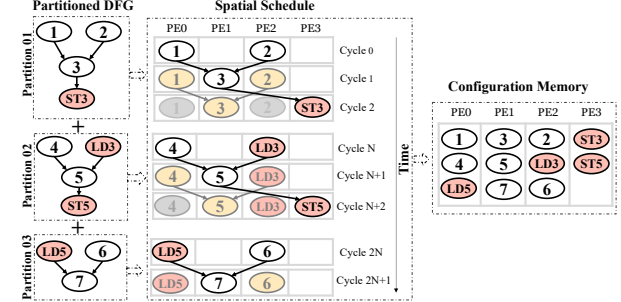 Partitioned DFG
Spatial Schedule
Partition 01
1 2
3
ST3
+
Partition 02
4 LD3
5
ST5
+
Partition 03
LD5 6
7
PE0 PE1 PE2 PE3
1 2 Cycle 0
1 3 2 Cycle 1
1 3 2 ST3 Cycle 2
4 LD3 Cycle N
4 5 LD3 Cycle N+1
4 5 LD3 ST5 Cycle N+2
LD5 6 Cycle 2N
LD5 7 6 Cycle 2N+1
Time
Configuration Memory
PE0 PE1 PE2 PE3
1 3 2 ST3
4 5 LD3 ST5
LD5 7 6